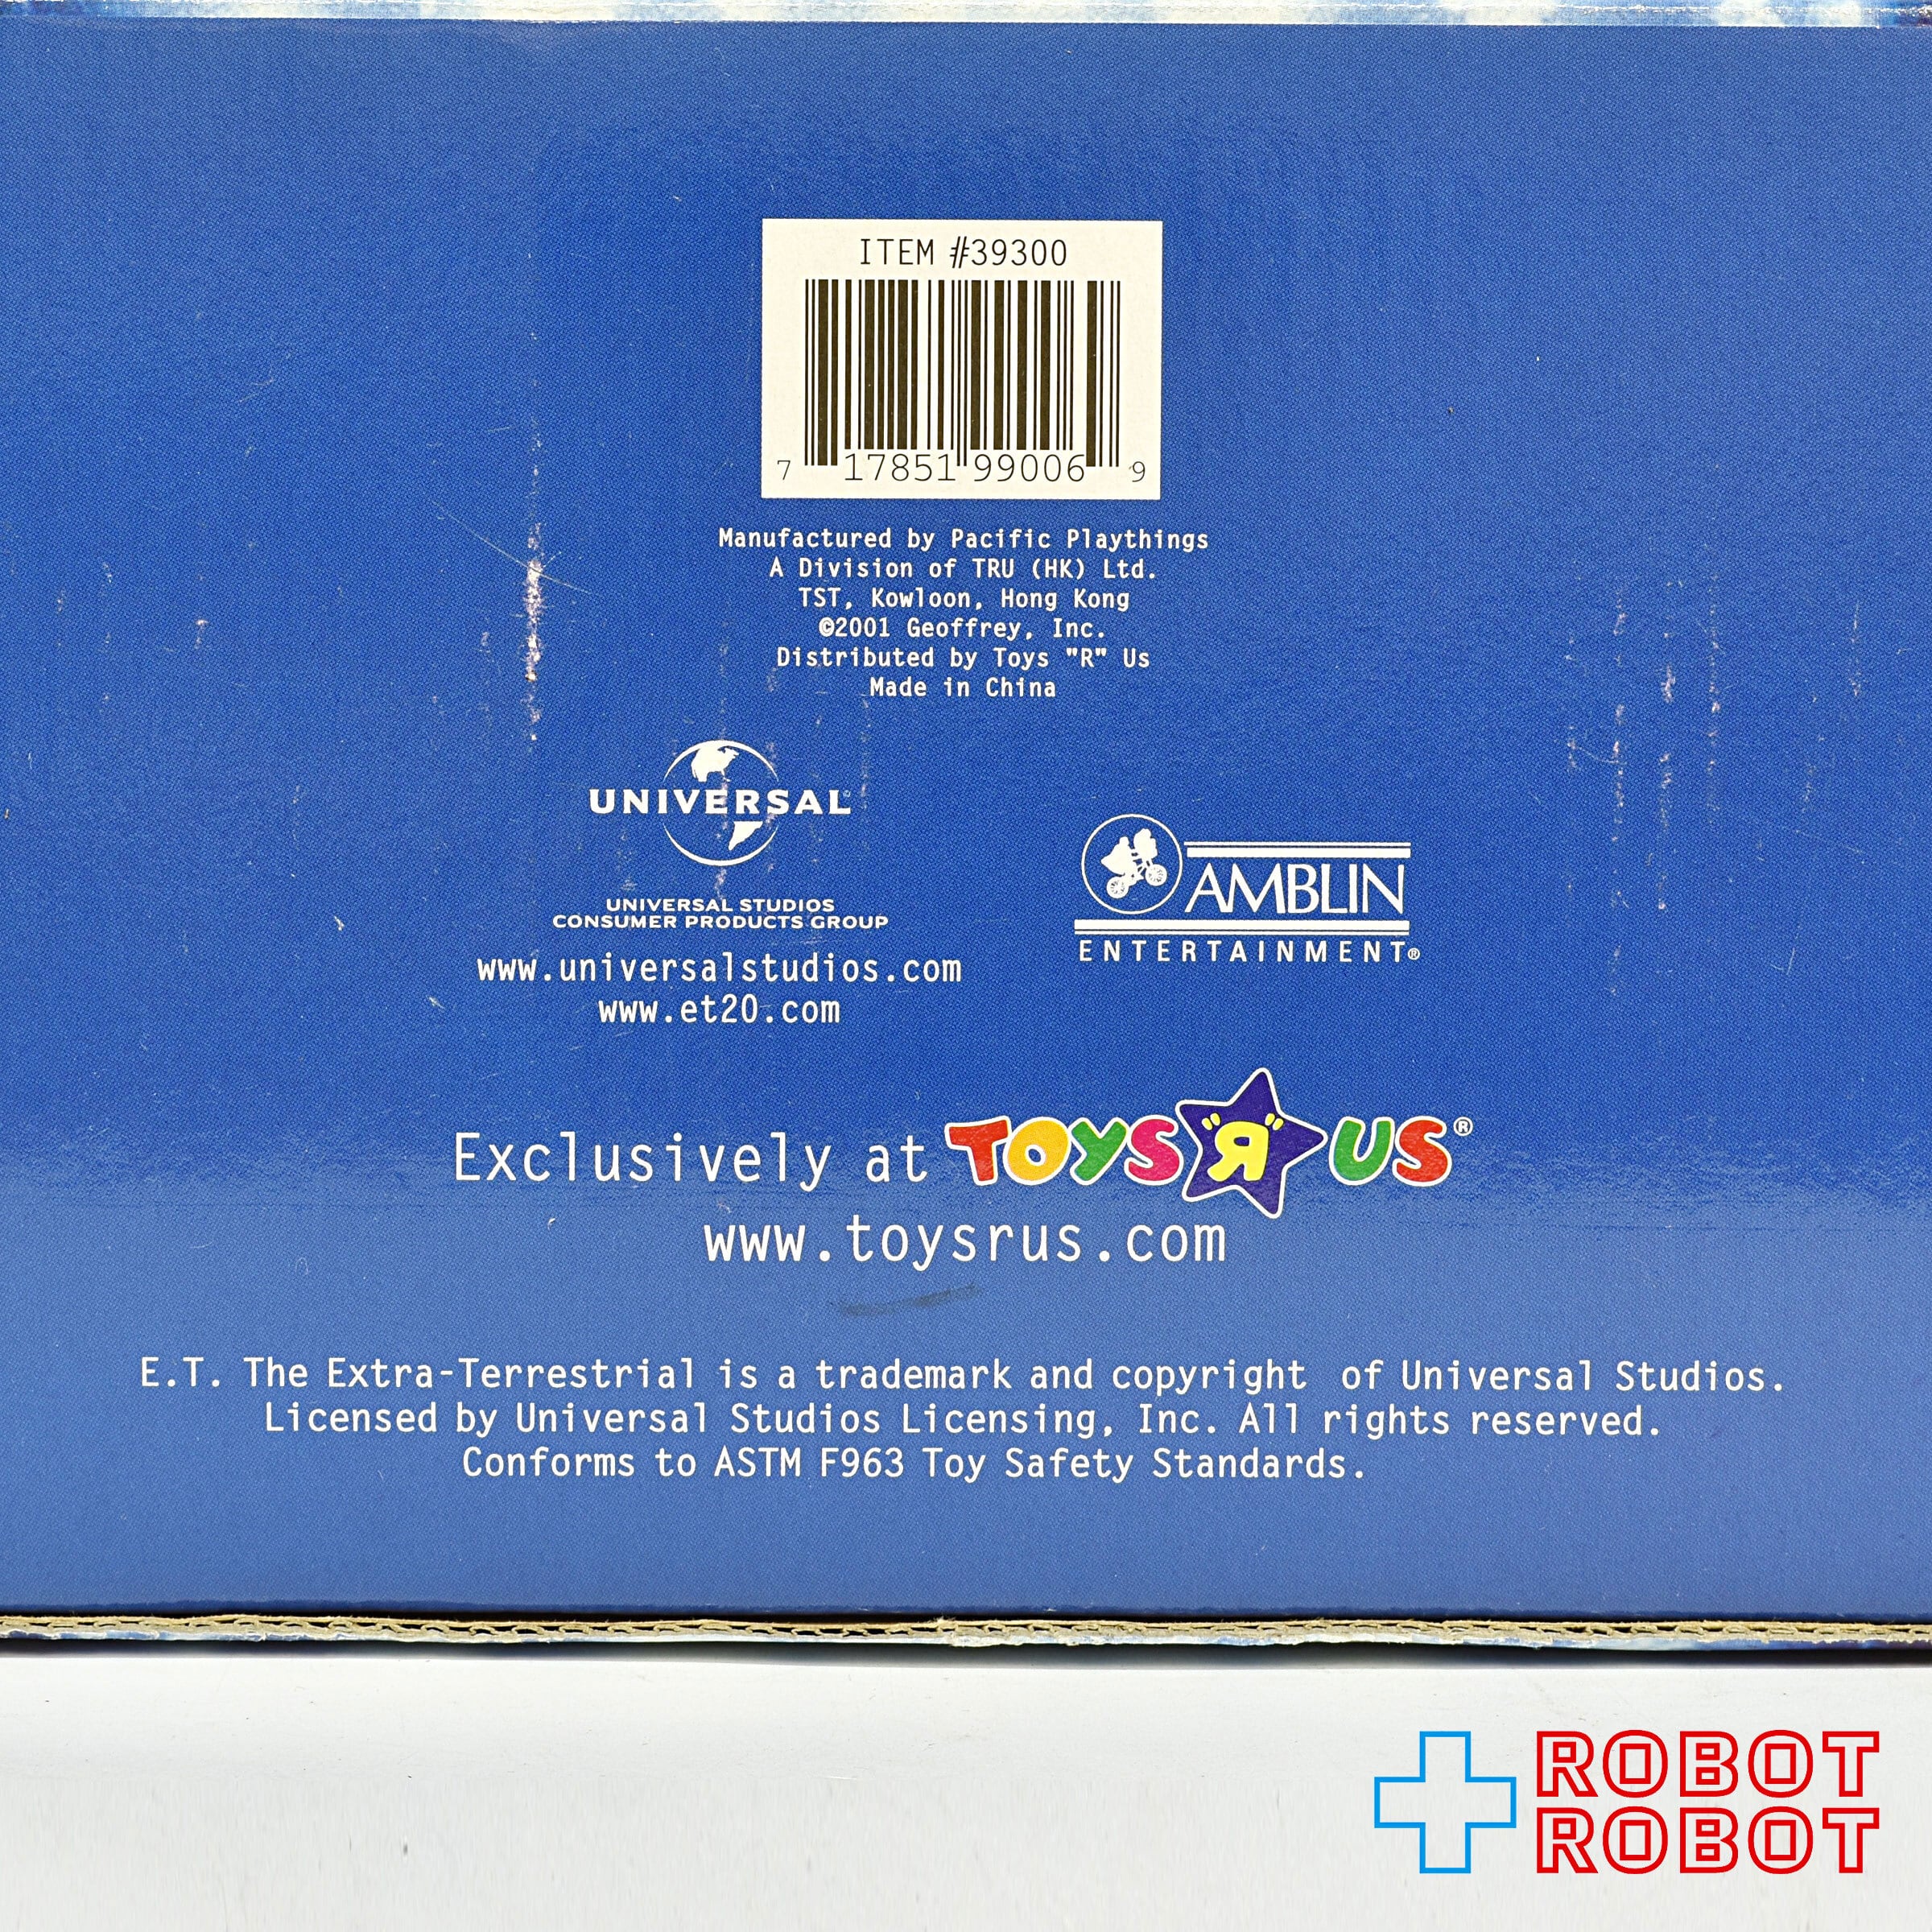 ITEM #39300
7 17851 99006 9
Manufactured by Pacific Playthings
A Division of TRU (HK) Ltd.
TST, Kowloon, Hong Kong
©2001 Geoffrey, Inc.
Distributed by Toys "R" Us
Made in China
UNIVERSAL
UNIVERSAL STUDIOS
CONSUMER PRODUCTS GROUP
www.universalstudios.com
www.et20.com
AMBLIN
ENTERTAINMENT®
Exclusively at TOYS "R" US®
www.toysrus.com
E.T. The Extra-Terrestrial is a trademark and copyright of Universal Studios.
Licensed by Universal Studios Licensing, Inc. All rights reserved.
Conforms to ASTM F963 Toy Safety Standards.
ROBOT
ROBOT